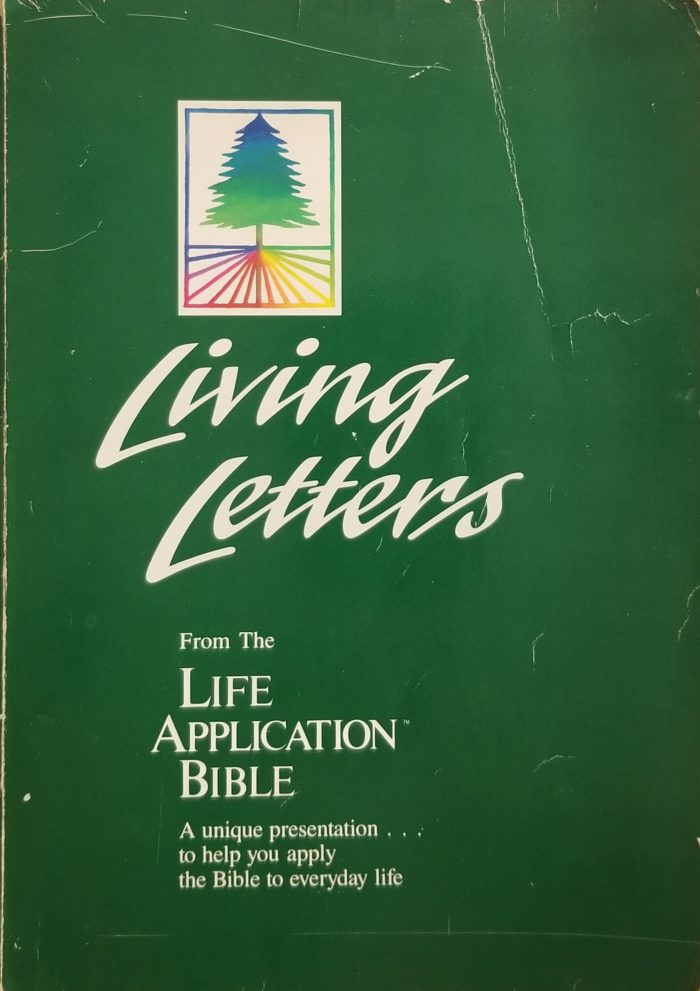 Living
Letters
From The
LIFE
APPLICATION™
BIBLE
A unique presentation . . .
to help you apply
the Bible to everyday life